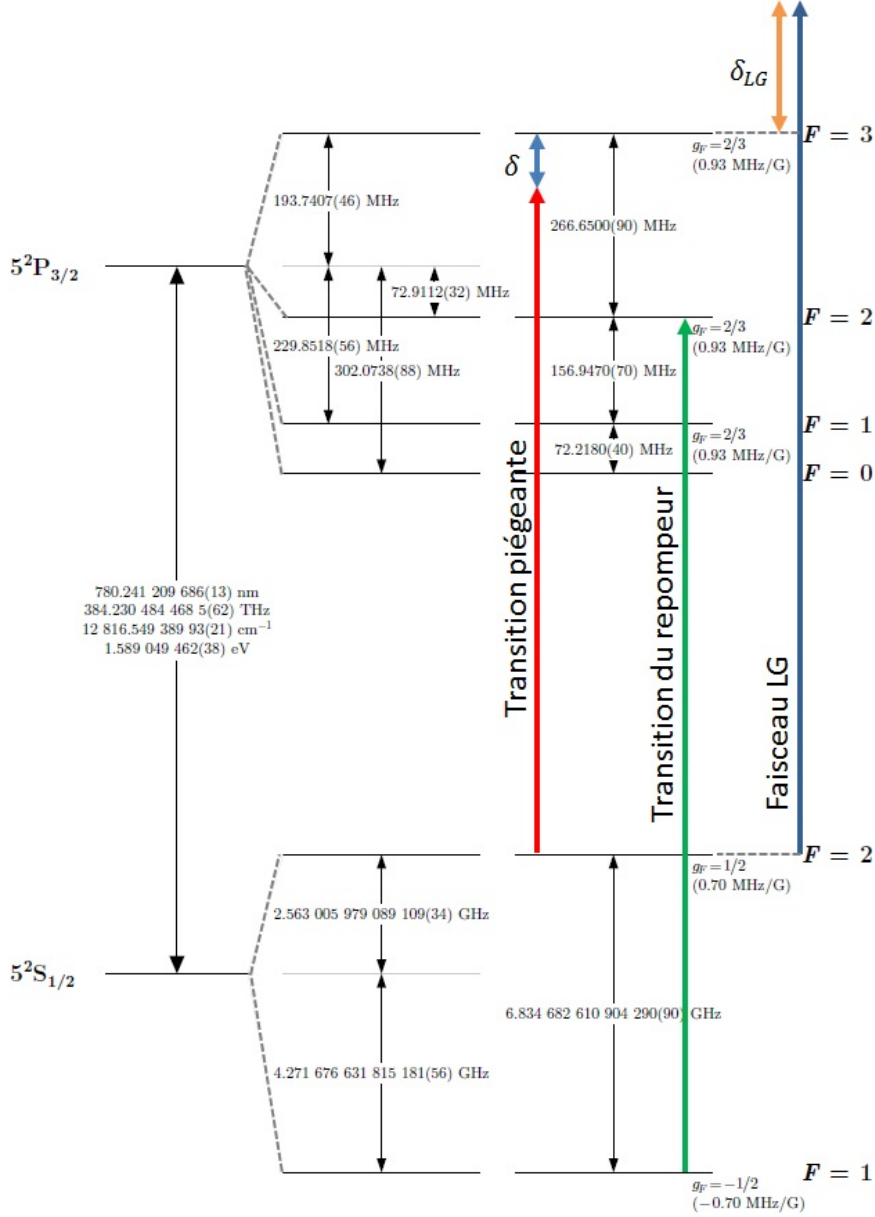 δ_LG
F = 3
g_F = 2/3
(0.93 MHz/G)
δ
193.7407(46) MHz
266.6500(90) MHz
5²P₃/₂
72.9112(32) MHz
F = 2
g_F = 2/3
(0.93 MHz/G)
229.8518(56) MHz
302.0738(88) MHz
156.9470(70) MHz
F = 1
g_F = 2/3
(0.93 MHz/G)
72.2180(40) MHz
F = 0
Transition piégeante
Transition du repompeur
Faisceau LG
780.241 209 686(13) nm
384.230 484 468 5(62) THz
12 816.549 389 93(21) cm⁻¹
1.589 049 462(38) eV
F = 2
g_F = 1/2
(0.70 MHz/G)
2.563 005 979 089 109(34) GHz
5²S₁/₂
6.834 682 610 904 290(90) GHz
4.271 676 631 815 181(56) GHz
F = 1
g_F = −1/2
(−0.70 MHz/G)